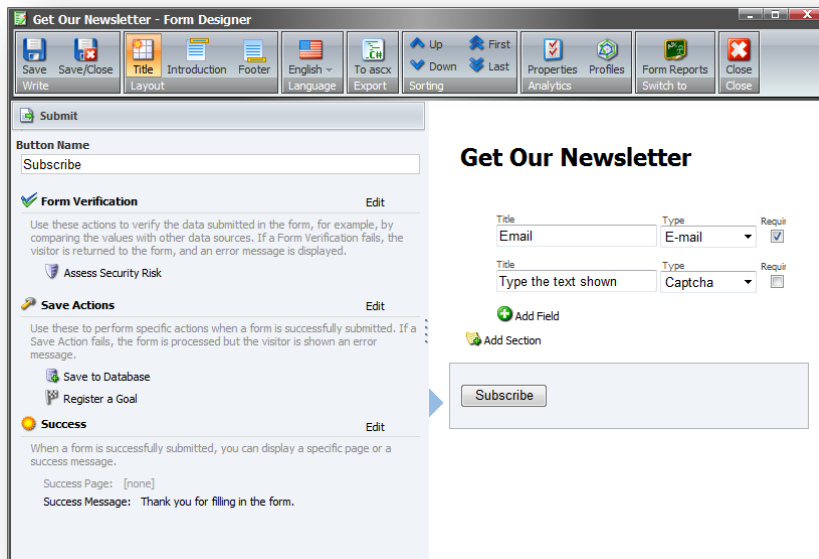 Get Our Newsletter - Form Designer
Save Save/Close Title Introduction Footer English To ascx Up First Down Last Properties Profiles Form Reports Close
Write Layout Language Export Sorting Analytics Switch to Close
C#
Submit
Button Name
Subscribe
Form Verification Edit
Use these actions to verify the data submitted in the form, for example, by
comparing the values with other data sources. If a Form Verification fails, the
visitor is returned to the form, and an error message is displayed.
Assess Security Risk
Save Actions Edit
Use these to perform specific actions when a form is successfully submitted. If a
Save Action fails, the form is processed but the visitor is shown an error
message.
Save to Database
Register a Goal
Success Edit
When a form is successfully submitted, you can display a specific page or a
success message.
Success Page: [none]
Success Message: Thank you for filling in the form.
Get Our Newsletter
Title Type Requir
Email E-mail
Title Type Requir
Type the text shown Captcha
Add Field
Add Section
Subscribe